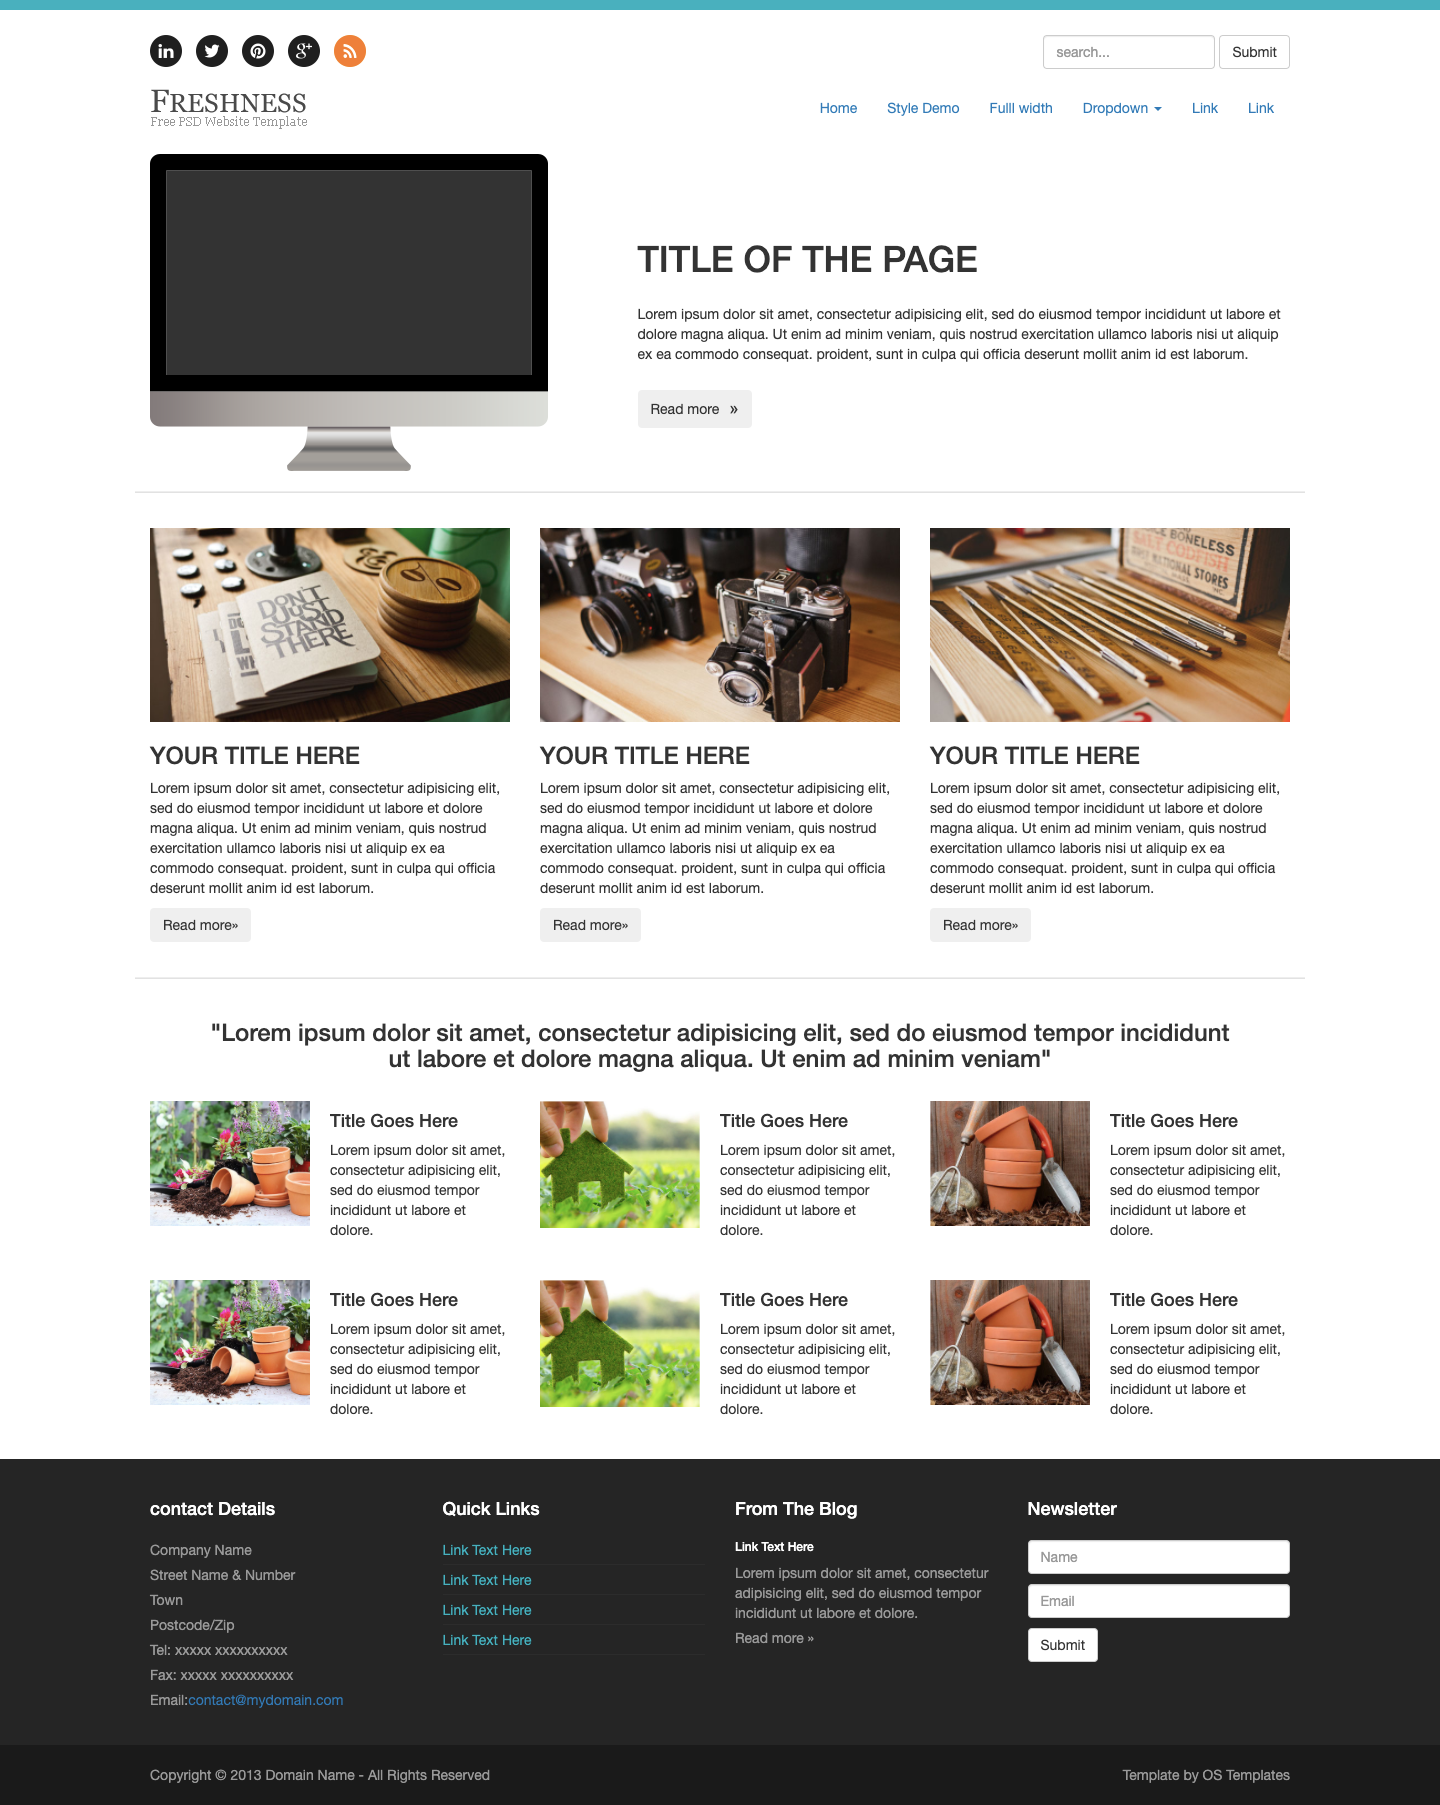 search...
Submit
FRESHNESS
Free PSD Website Template
Home
Style Demo
Fulll width
Dropdown
Link
Link
TITLE OF THE PAGE
Lorem ipsum dolor sit amet, consectetur adipisicing elit, sed do eiusmod tempor incididunt ut labore et
dolore magna aliqua. Ut enim ad minim veniam, quis nostrud exercitation ullamco laboris nisi ut aliquip
ex ea commodo consequat. proident, sunt in culpa qui officia deserunt mollit anim id est laborum.
Read more »
DON'T
JUST
STAND
THERE
BONELESS
SALT CODFISH
NATIONAL STORES
YOUR TITLE HERE
Lorem ipsum dolor sit amet, consectetur adipisicing elit,
sed do eiusmod tempor incididunt ut labore et dolore
magna aliqua. Ut enim ad minim veniam, quis nostrud
exercitation ullamco laboris nisi ut aliquip ex ea
commodo consequat. proident, sunt in culpa qui officia
deserunt mollit anim id est laborum.
Read more»
YOUR TITLE HERE
Lorem ipsum dolor sit amet, consectetur adipisicing elit,
sed do eiusmod tempor incididunt ut labore et dolore
magna aliqua. Ut enim ad minim veniam, quis nostrud
exercitation ullamco laboris nisi ut aliquip ex ea
commodo consequat. proident, sunt in culpa qui officia
deserunt mollit anim id est laborum.
Read more»
YOUR TITLE HERE
Lorem ipsum dolor sit amet, consectetur adipisicing elit,
sed do eiusmod tempor incididunt ut labore et dolore
magna aliqua. Ut enim ad minim veniam, quis nostrud
exercitation ullamco laboris nisi ut aliquip ex ea
commodo consequat. proident, sunt in culpa qui officia
deserunt mollit anim id est laborum.
Read more»
"Lorem ipsum dolor sit amet, consectetur adipisicing elit, sed do eiusmod tempor incididunt
ut labore et dolore magna aliqua. Ut enim ad minim veniam"
Title Goes Here
Lorem ipsum dolor sit amet,
consectetur adipisicing elit,
sed do eiusmod tempor
incididunt ut labore et
dolore.
Title Goes Here
Lorem ipsum dolor sit amet,
consectetur adipisicing elit,
sed do eiusmod tempor
incididunt ut labore et
dolore.
Title Goes Here
Lorem ipsum dolor sit amet,
consectetur adipisicing elit,
sed do eiusmod tempor
incididunt ut labore et
dolore.
Title Goes Here
Lorem ipsum dolor sit amet,
consectetur adipisicing elit,
sed do eiusmod tempor
incididunt ut labore et
dolore.
Title Goes Here
Lorem ipsum dolor sit amet,
consectetur adipisicing elit,
sed do eiusmod tempor
incididunt ut labore et
dolore.
Title Goes Here
Lorem ipsum dolor sit amet,
consectetur adipisicing elit,
sed do eiusmod tempor
incididunt ut labore et
dolore.
contact Details
Company Name
Street Name & Number
Town
Postcode/Zip
Tel: xxxxx xxxxxxxxxx
Fax: xxxxx xxxxxxxxxx
Email:contact@mydomain.com
Quick Links
Link Text Here
Link Text Here
Link Text Here
Link Text Here
From The Blog
Link Text Here
Lorem ipsum dolor sit amet, consectetur
adipisicing elit, sed do eiusmod tempor
incididunt ut labore et dolore.
Read more »
Newsletter
Name
Email
Submit
Copyright © 2013 Domain Name - All Rights Reserved
Template by OS Templates